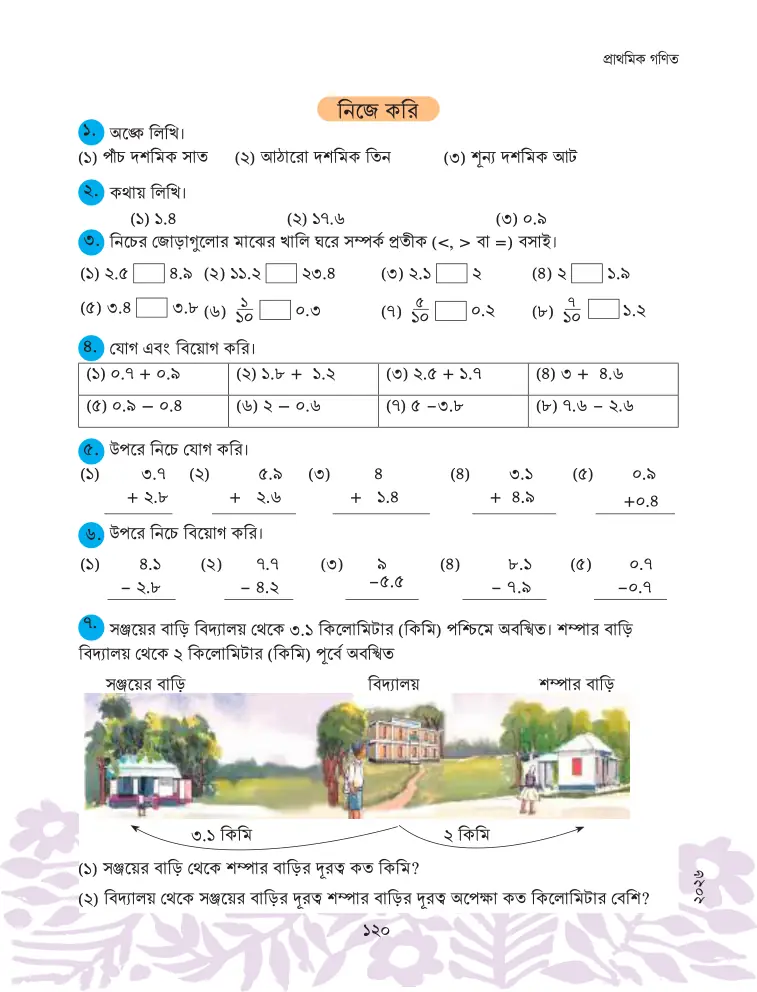 প্রাথমিক গণিত
নিজে করি
১. অঙ্কে লিখি।
(১) পাঁচ দশমিক সাত (২) আঠারো দশমিক তিন (৩) শূন্য দশমিক আট
২. কথায় লিখি।
(১) ১.৪ (২) ১৭.৬ (৩) ০.৯
৩. নিচের জোড়াগুলোর মাঝের খালি ঘরে সম্পর্ক প্রতীক (<, > বা =) বসাই।
(১) ২.৫ ৪.৯ (২) ১১.২ ২৩.৪ (৩) ২.১ ২ (৪) ২ ১.৯
(৫) ৩.৪ ৩.৮ (৬) ১/১০ ০.৩ (৭) ৫/১০ ০.২ (৮) ৭/১০ ১.২
৪. যোগ এবং বিয়োগ করি।
(১) ০.৭ + ০.৯ (২) ১.৮ + ১.২ (৩) ২.৫ + ১.৭ (৪) ৩ + ৪.৬
(৫) ০.৯ – ০.৪ (৬) ২ – ০.৬ (৭) ৫ –৩.৮ (৮) ৭.৬ – ২.৬
৫. উপরে নিচে যোগ করি।
(১) ৩.৭ (২) ৫.৯ (৩) ৪ (৪) ৩.১ (৫) ০.৯
+ ২.৮ + ২.৬ + ১.৪ + ৪.৯ +০.৪
৬. উপরে নিচে বিয়োগ করি।
(১) ৪.১ (২) ৭.৭ (৩) ৯ (৪) ৮.১ (৫) ০.৭
– ২.৮ – ৪.২ –৫.৫ – ৭.৯ –০.৭
৭. সঞ্জয়ের বাড়ি বিদ্যালয় থেকে ৩.১ কিলোমিটার (কিমি) পশ্চিমে অবস্থিত। শম্পার বাড়ি
বিদ্যালয় থেকে ২ কিলোমিটার (কিমি) পূর্বে অবস্থিত
সঞ্জয়ের বাড়ি বিদ্যালয় শম্পার বাড়ি
৩.১ কিমি ২ কিমি
(১) সঞ্জয়ের বাড়ি থেকে শম্পার বাড়ির দূরত্ব কত কিমি?
(২) বিদ্যালয় থেকে সঞ্জয়ের বাড়ির দূরত্ব শম্পার বাড়ির দূরত্ব অপেক্ষা কত কিলোমিটার বেশি?
২০২৬
১২০